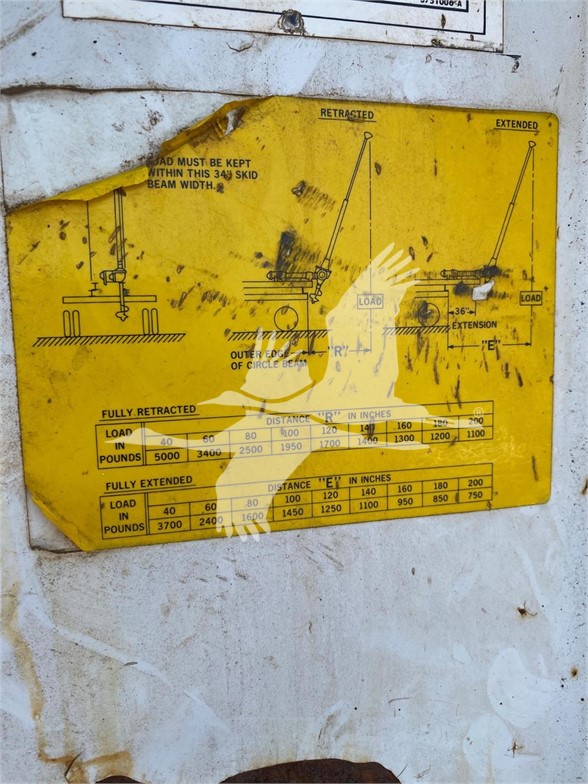 3731006 A
RETRACTED
EXTENDED
MUST BE KEPT
WITHIN THIS 34" SKID
BEAM WIDTH.
LOAD
LOAD
36"
EXTENSION
OUTER EDGE
OF CIRCLE BEAM
"R"
"E"
FULLY RETRACTED
DISTANCE "R" IN INCHES
LOAD IN POUNDS
40 60 80 100 120 140 160 180 200
5000 3400 2500 1950 1700 1400 1300 1200 1100
FULLY EXTENDED
DISTANCE "E" IN INCHES
LOAD IN POUNDS
40 60 80 100 120 140 160 180 200
3700 2400 1600 1450 1250 1100 950 850 750